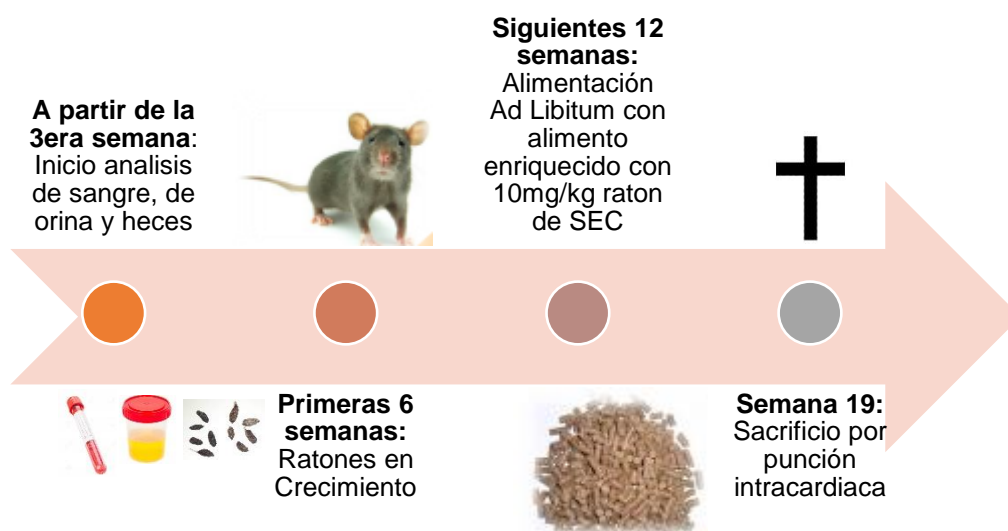 A partir de la
3era semana:
Inicio analisis
de sangre, de
orina y heces
Primeras 6
semanas:
Ratones en
Crecimiento
Siguientes 12
semanas:
Alimentación
Ad Libitum con
alimento
enriquecido con
10mg/kg raton
de SEC
Semana 19:
Sacrificio por
punción
intracardiaca